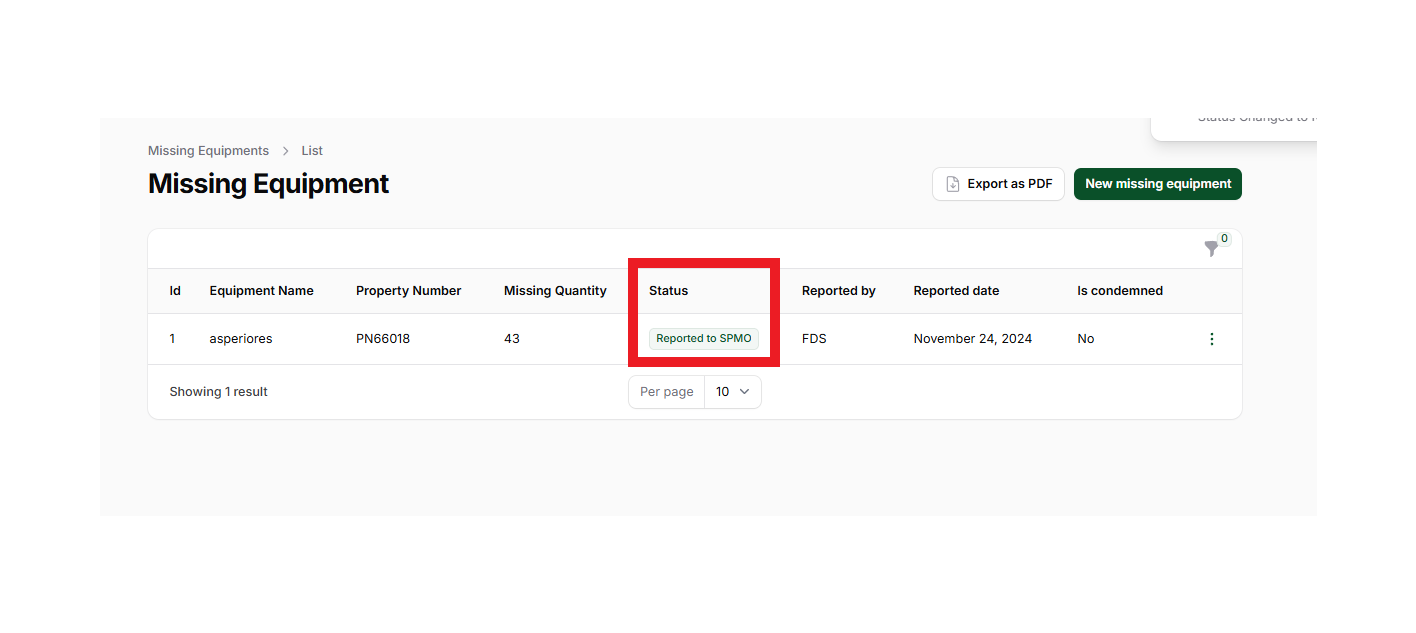 Status Changed to
Missing Equipments > List
Missing Equipment
Export as PDF
New missing equipment
0
Id Equipment Name Property Number Missing Quantity Status Reported by Reported date Is condemned
1 asperiores PN66018 43 Reported to SPMO FDS November 24, 2024 No
Showing 1 result
Per page 10